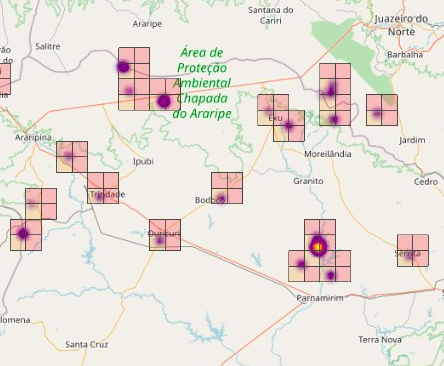 Santana do
Cariri
Juazeiro do
Norte
Araripe
Salitre
Barbalha
Área de
Proteção
Ambiental
Chapada
do Araripe
Exu
Araripina
Jardim
Moreilândia
Ipubi
Granito
Cedro
Trindade
Bodocó
Ouricuri
Serrita
Parnamirim
Terra Nova
Santa Cruz